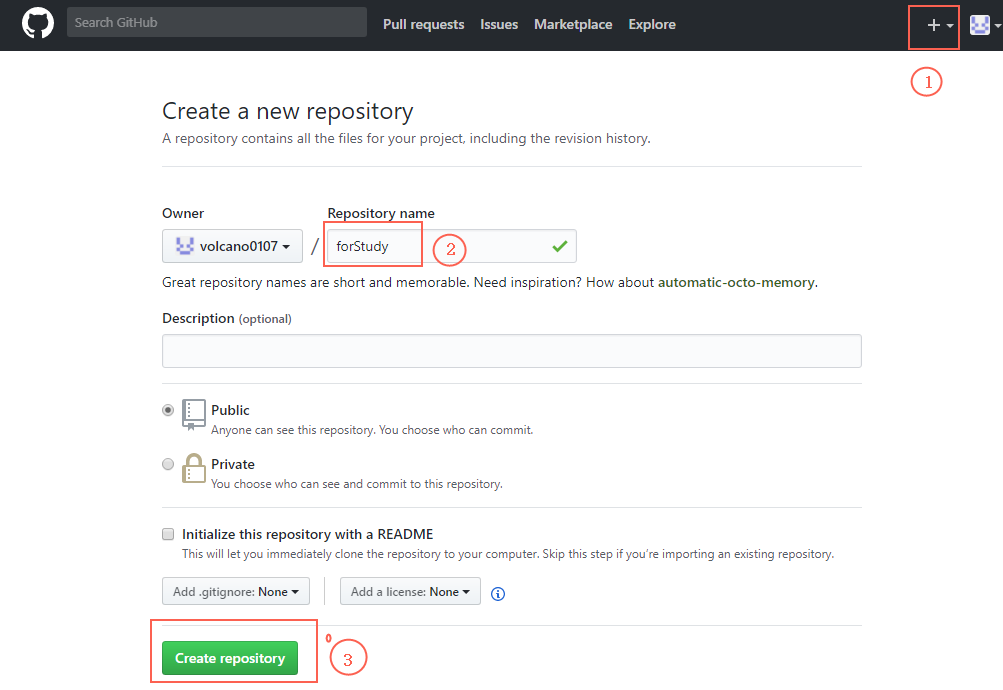 Search GitHub Pull requests Issues Marketplace Explore +
1
Create a new repository
A repository contains all the files for your project, including the revision history.
Owner Repository name
volcano0107 / forStudy 2
Great repository names are short and memorable. Need inspiration? How about automatic-octo-memory.
Description (optional)
Public
Anyone can see this repository. You choose who can commit.
Private
You choose who can see and commit to this repository.
Initialize this repository with a README
This will let you immediately clone the repository to your computer. Skip this step if you’re importing an existing repository.
Add .gitignore: None Add a license: None
Create repository 3